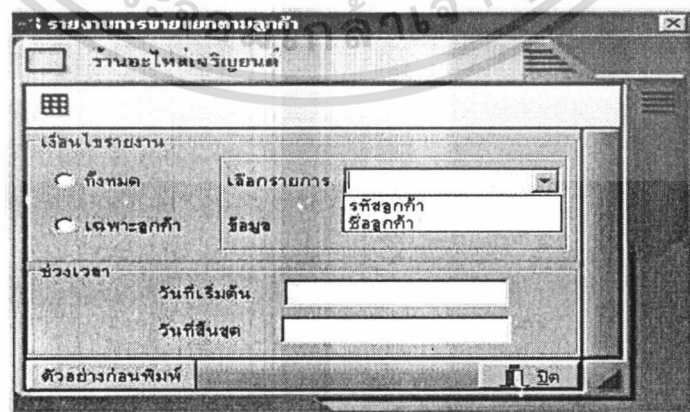 รายงานการขายแยกตามลูกค้า
ร้านอะไหล่เจริญยนต์
เงื่อนไขรายงาน
ทั้งหมด
เลือกรายการ
รหัสลูกค้า
ชื่อลูกค้า
เฉพาะลูกค้า
ข้อมูล
ช่วงเวลา
วันที่เริ่มต้น
วันที่สิ้นสุด
ตัวอย่างก่อนพิมพ์
ปิด